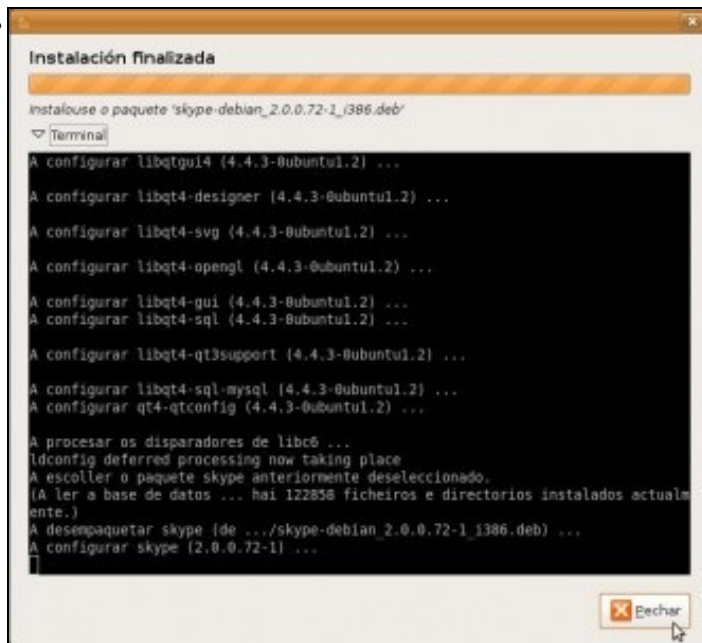 Instalación finalizada
Instalouse o paquete 'skype-debian_2.0.0.72-1_i386.deb'
Terminal
A configurar libqtgui4 (4.4.3-0ubuntu1.2) ...
A configurar libqt4-designer (4.4.3-0ubuntu1.2) ...
A configurar libqt4-svg (4.4.3-0ubuntu1.2) ...
A configurar libqt4-opengl (4.4.3-0ubuntu1.2) ...
A configurar libqt4-gui (4.4.3-0ubuntu1.2) ...
A configurar libqt4-sql (4.4.3-0ubuntu1.2) ...
A configurar libqt4-qt3support (4.4.3-0ubuntu1.2) ...
A configurar libqt4-sql-mysql (4.4.3-0ubuntu1.2) ...
A configurar qt4-qtconfig (4.4.3-0ubuntu1.2) ...
A procesar os disparadores de libc6 ...
ldconfig deferred processing now taking place
A escoller o paquete skype anteriormente deseleccionado.
(A ler a base de datos ... hai 122858 ficheiros e directorios instalados actualm
ente.)
A desempaquetar skype (de .../skype-debian_2.0.0.72-1_i386.deb) ...
A configurar skype (2.0.0.72-1) ...
Pechar